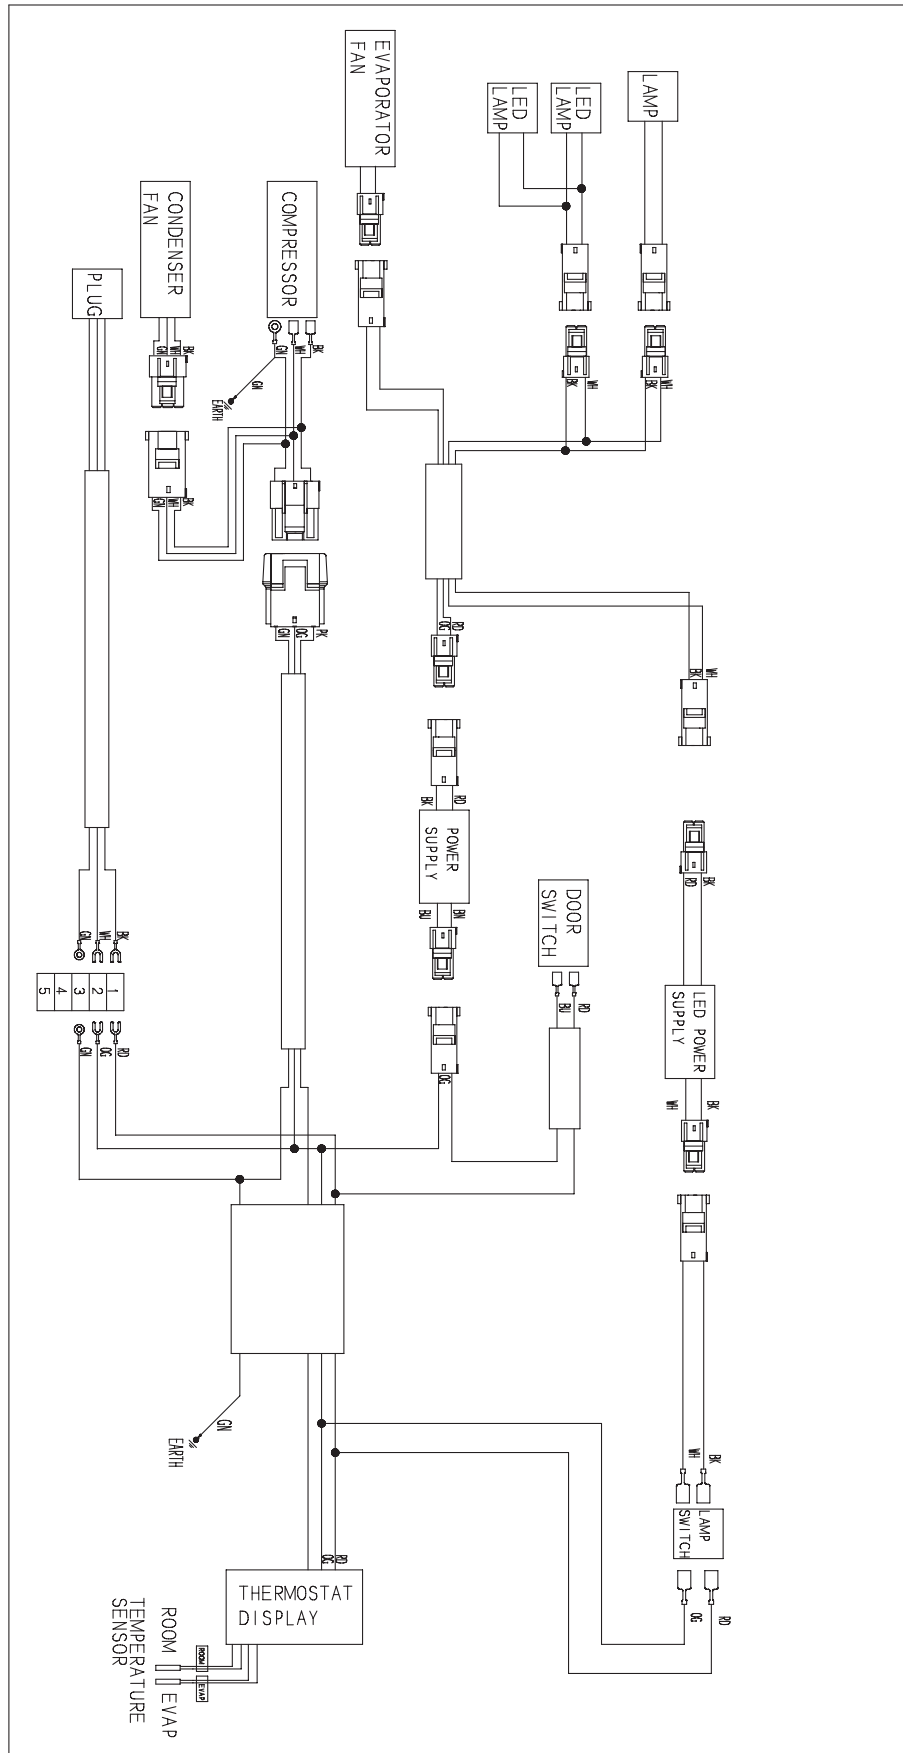 EVAPORATOR
FAN
LED
LAMP
LED
LAMP
LAMP
CONDENSER
FAN
COMPRESSOR
PLUG
BK
WH
GN
GN
WH
BK
GN
EARTH
BK
WH
BK
WH
BK
WH
GN
GN
OG
PK
OG
RD
BK
WH
BK
RD
POWER
SUPPLY
BU
BN
RD
BK
DOOR
SWITCH
BU
RD
GN
WH
BK
1
2
3
4
5
GN
OG
RD
OG
LED POWER
SUPPLY
WH
BK
GN
EARTH
WH
BK
LAMP
SWITCH
OG
RD
OG
RD
THERMOSTAT
DISPLAY
ROOM
EVAP
ROOM
EVAP
TEMPERATURE
SENSOR